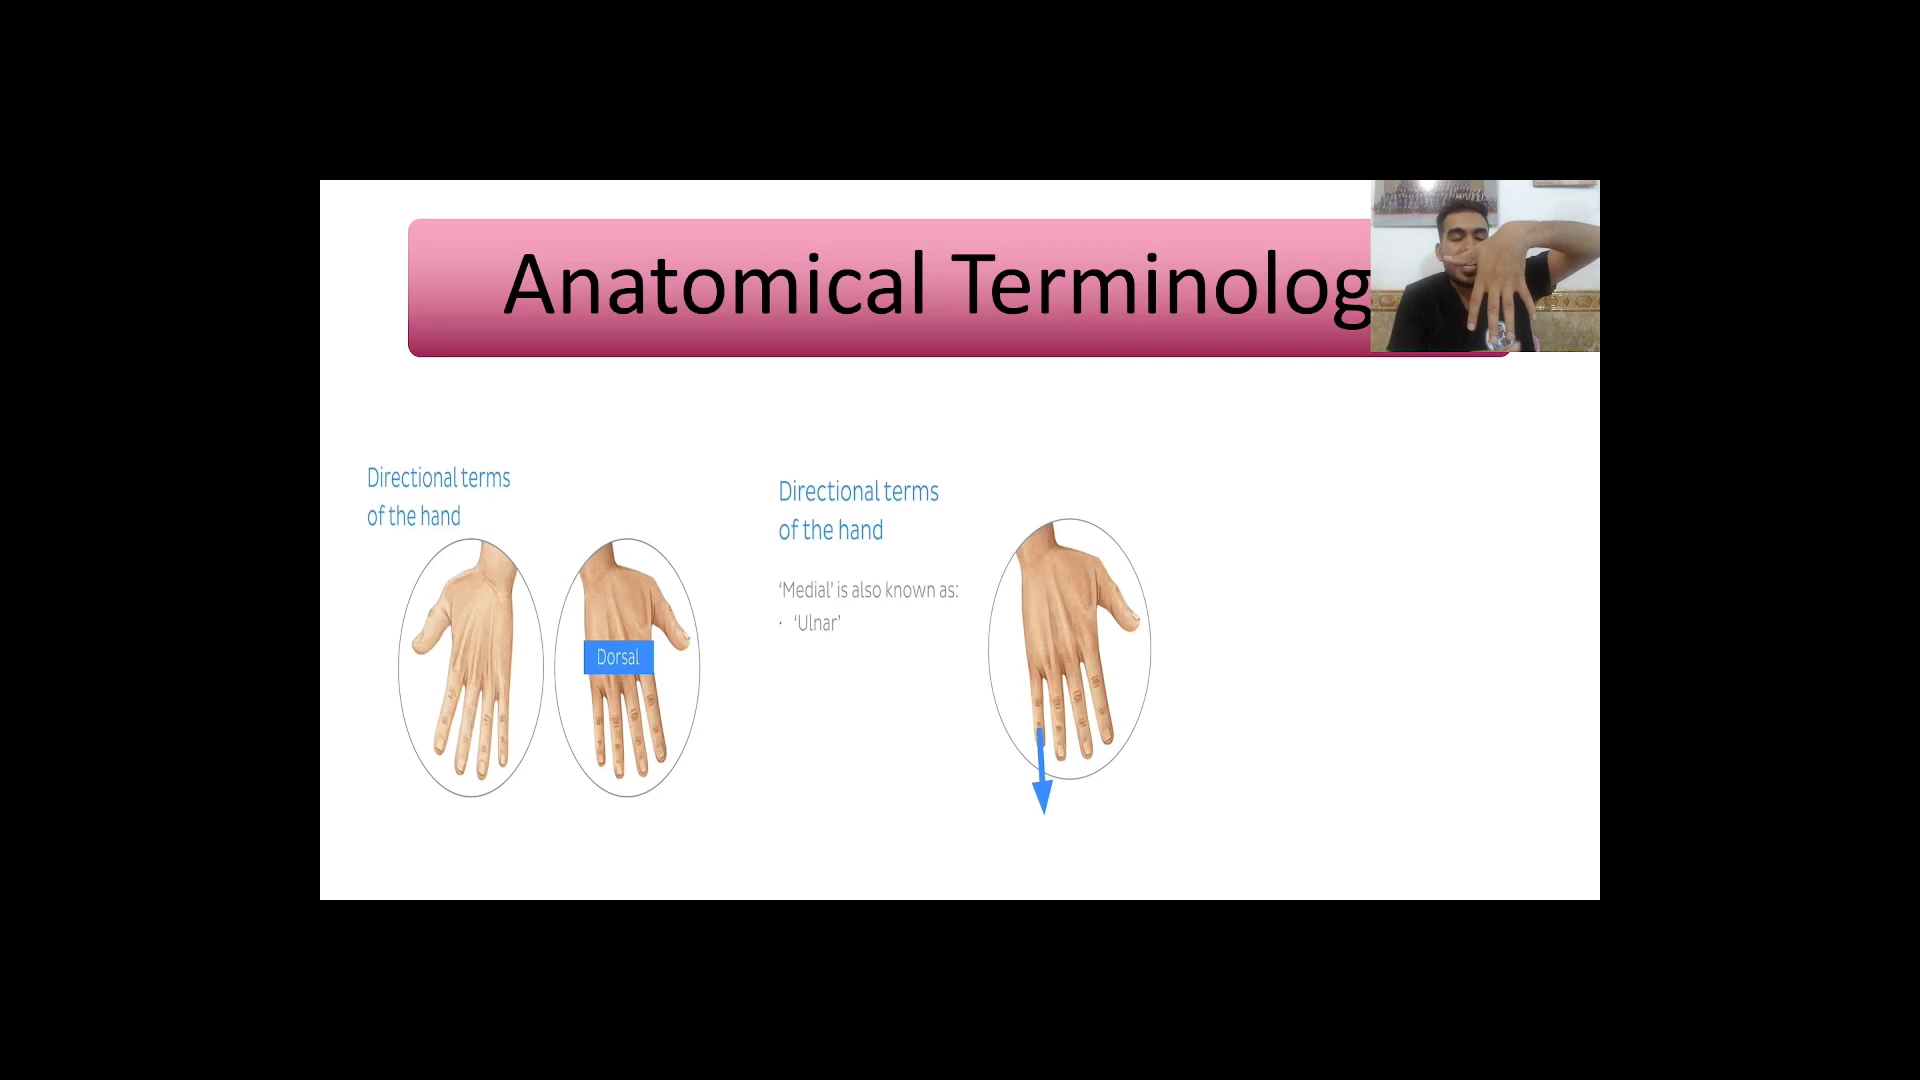 Anatomical Terminolog
Directional terms
of the hand
Dorsal
Directional terms
of the hand
‘Medial’ is also known as:
· ‘Ulnar’